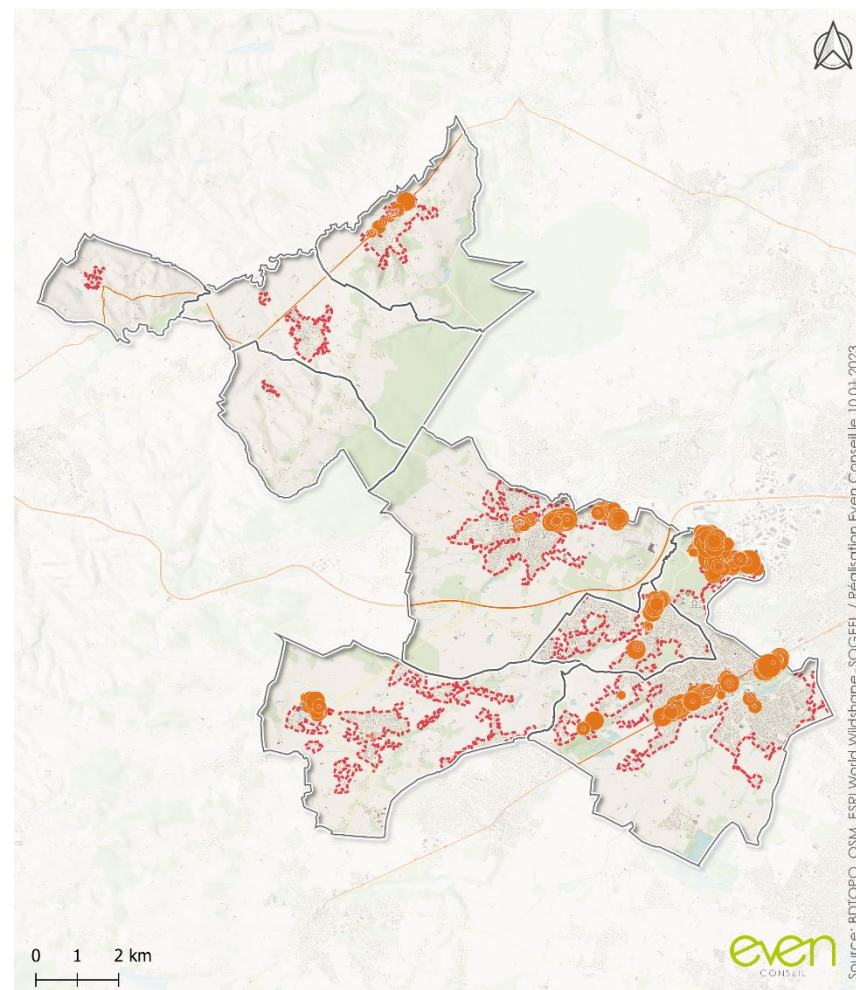 0 1 2 km
even
CONSEIL
Source: BDTOPO, OSM, ESRI World Wildshape, SOGEFI / Réalisation Even Conseil le 10.01.2023